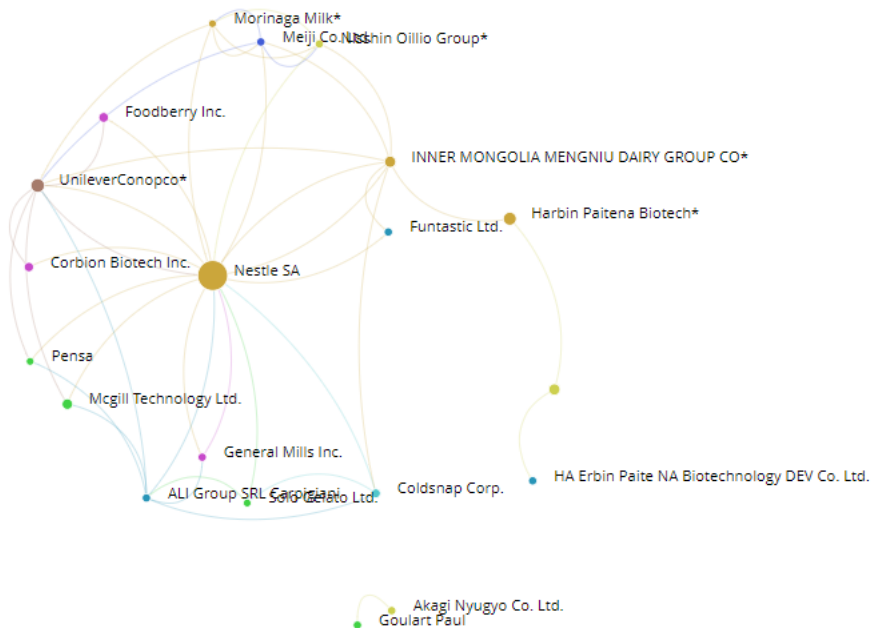 Morinaga Milk*
Meiji Co. Ltd.
Nisshin Oillio Group*
Foodberry Inc.
INNER MONGOLIA MENGNIU DAIRY GROUP CO*
UnileverConopco*
Harbin Paitena Biotech*
Funtastic Ltd.
Corbion Biotech Inc.
Nestle SA
Pensa
Mcgill Technology Ltd.
General Mills Inc.
HA Erbin Paite NA Biotechnology DEV Co. Ltd.
Coldsnap Corp.
ALI Group SRL Carpigiani
Solo Gelato Ltd.
Akagi Nyugyo Co. Ltd.
Goulart Paul